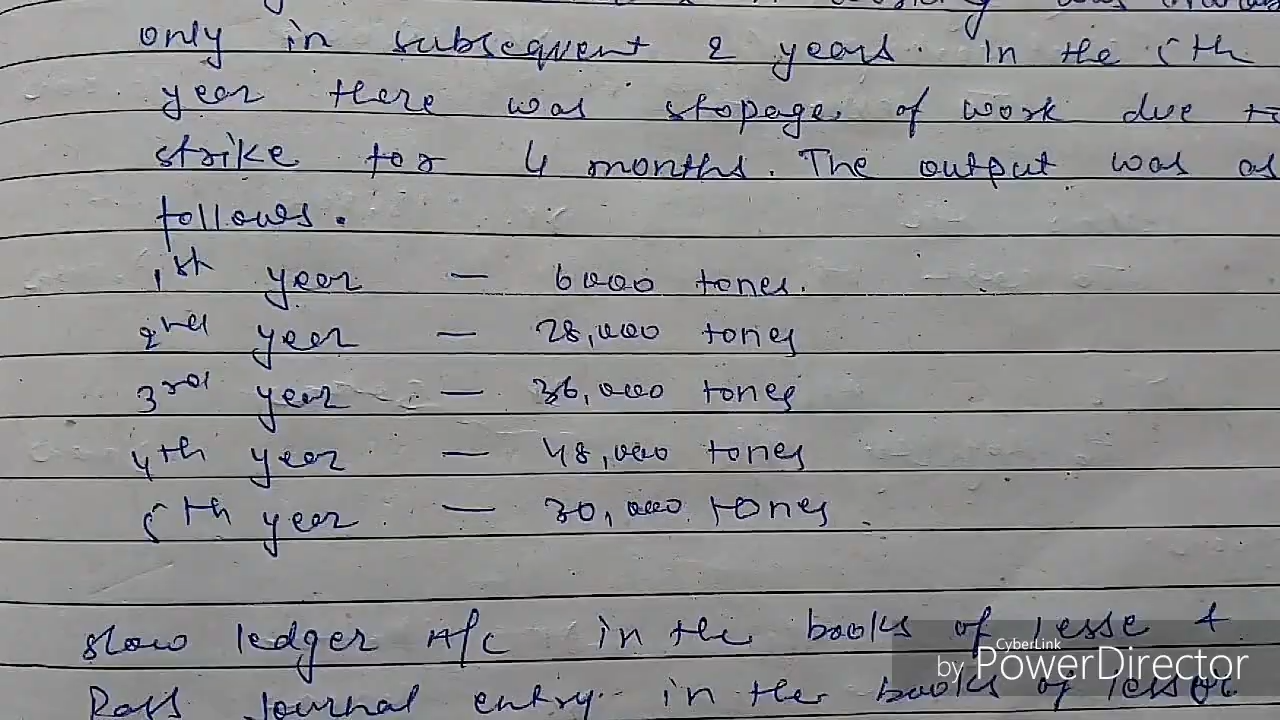 only in subsequent 2 years. In the 5th
year there was stopage of work due to
strike for 4 months. The output was as
follows.
1st year — 6000 tones.
2nd year — 28,000 tones
3rd year — 36,000 tones
4th year — 48,000 tones
5th year — 30,000 tones.
show ledger A/c in the books of lesse &
Pass Journal entry in the books of lessor
CyberLink
by PowerDirector